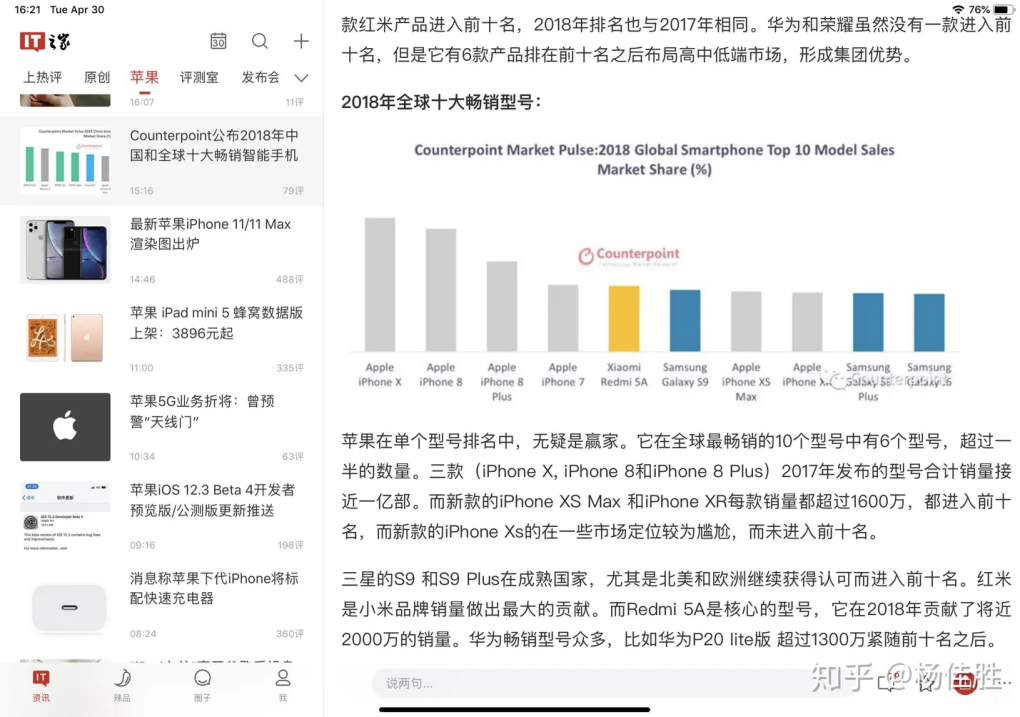 16:21 Tue Apr 30
76%
IT之家
30
上热评 原创 苹果 评测室 发布会
16:07 11评
Counterpoint公布2018年中
国和全球十大畅销智能手机
15:16 79评
最新苹果iPhone 11/11 Max
渲染图出炉
14:46 488评
苹果 iPad mini 5 蜂窝数据版
上架：3896元起
11:00 335评
苹果5G业务折将：曾预
警“天线门”
10:34 63评
苹果iOS 12.3 Beta 4开发者
预览版/公测版更新推送
09:16 198评
消息称苹果下代iPhone将标
配快速充电器
08:24 360评
IT
资讯 辣品 圈子 我
款红米产品进入前十名，2018年排名也与2017年相同。华为和荣耀虽然没有一款进入前
十名，但是它有6款产品排在前十名之后布局高中低端市场，形成集团优势。
2018年全球十大畅销型号：
Counterpoint Market Pulse:2018 Global Smartphone Top 10 Model Sales
Market Share (%)
Counterpoint
Technology Market Research
Apple iPhone X
Apple iPhone 8
Apple iPhone 8 Plus
Apple iPhone 7
Xiaomi Redmi 5A
Samsung Galaxy S9
Apple iPhone XS Max
Apple
Samsung Plus
Samsung
Counterpoint
苹果在单个型号排名中，无疑是赢家。它在全球最畅销的10个型号中有6个型号，超过一
半的数量。三款（iPhone X, iPhone 8和iPhone 8 Plus）2017年发布的型号合计销量接
近一亿部。而新款的iPhone XS Max 和iPhone XR每款销量都超过1600万，都进入前十
名，而新款的iPhone Xs的在一些市场定位较为尴尬，而未进入前十名。
三星的S9 和S9 Plus在成熟国家，尤其是北美和欧洲继续获得认可而进入前十名。红米
是小米品牌销量做出最大的贡献。而Redmi 5A是核心的型号，它在2018年贡献了将近
2000万的销量。华为畅销型号众多，比如华为P20 lite版 超过1300万紧随前十名之后。
说两句...
知乎 @杨佳胜